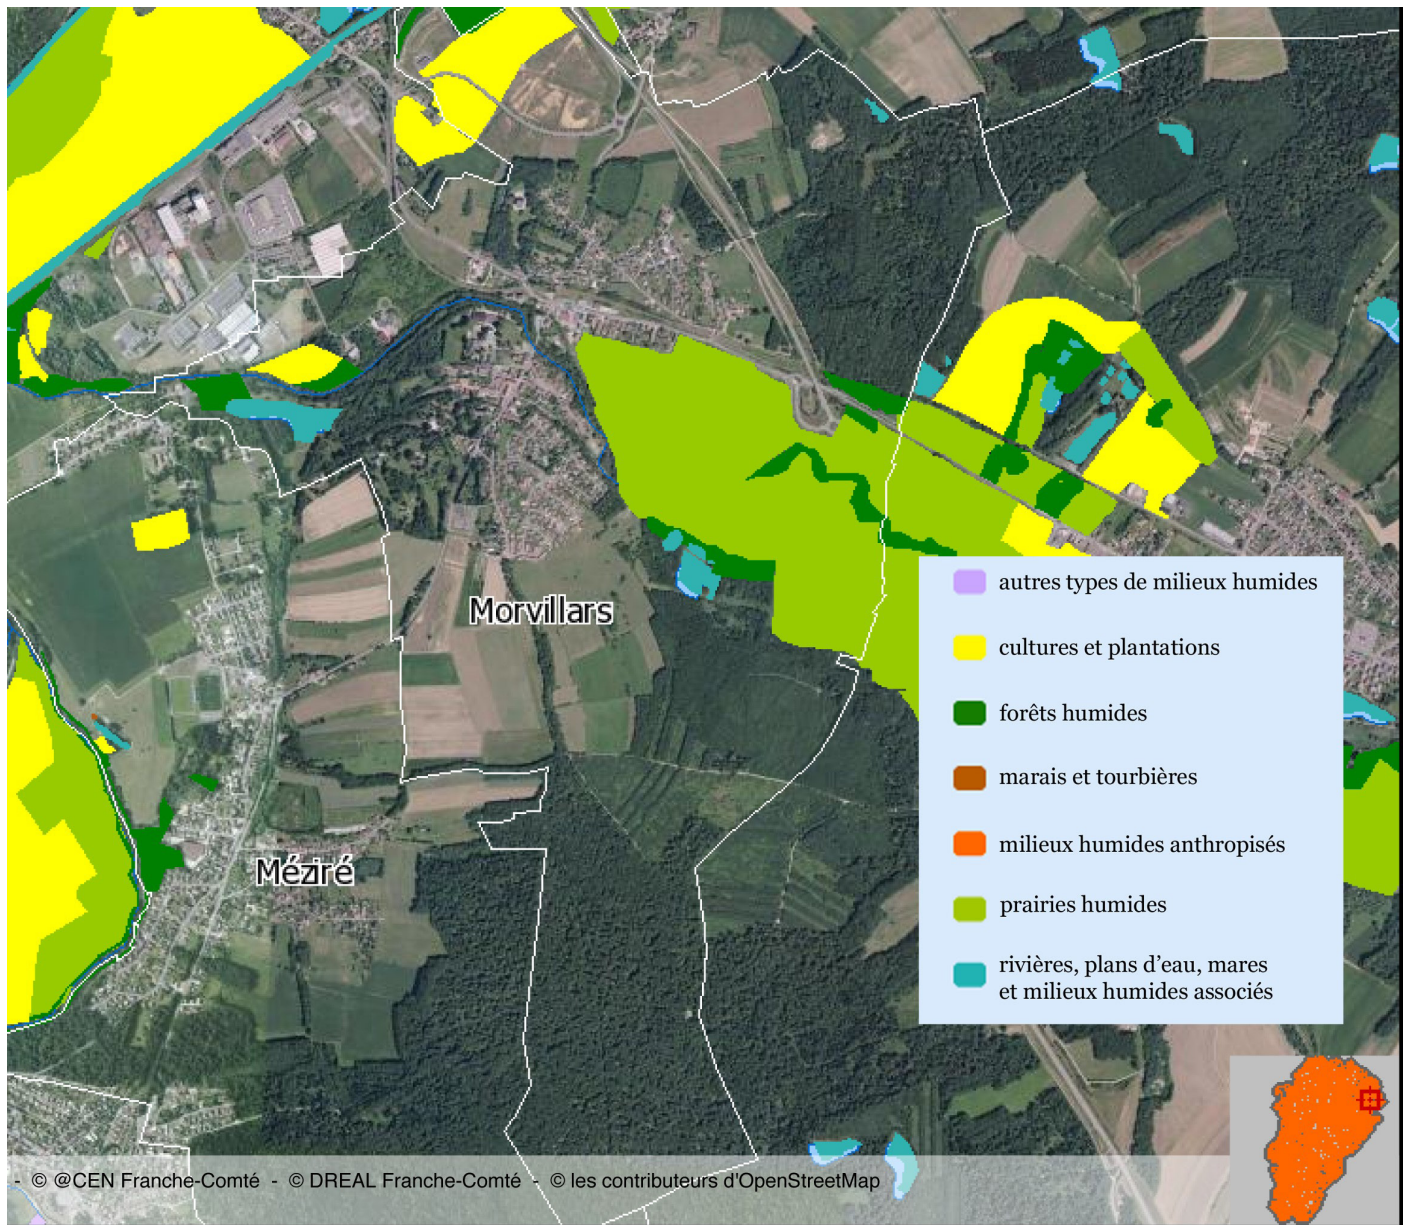 autres types de milieux humides
cultures et plantations
Morvillars
forêts humides
marais et tourbières
milieux humides anthropisés
Méziré
prairies humides
rivières, plans d'eau, mares
et milieux humides associés
- © @CEN Franche-Comté - © DREAL Franche-Comté - © les contributeurs d'OpenStreetMap